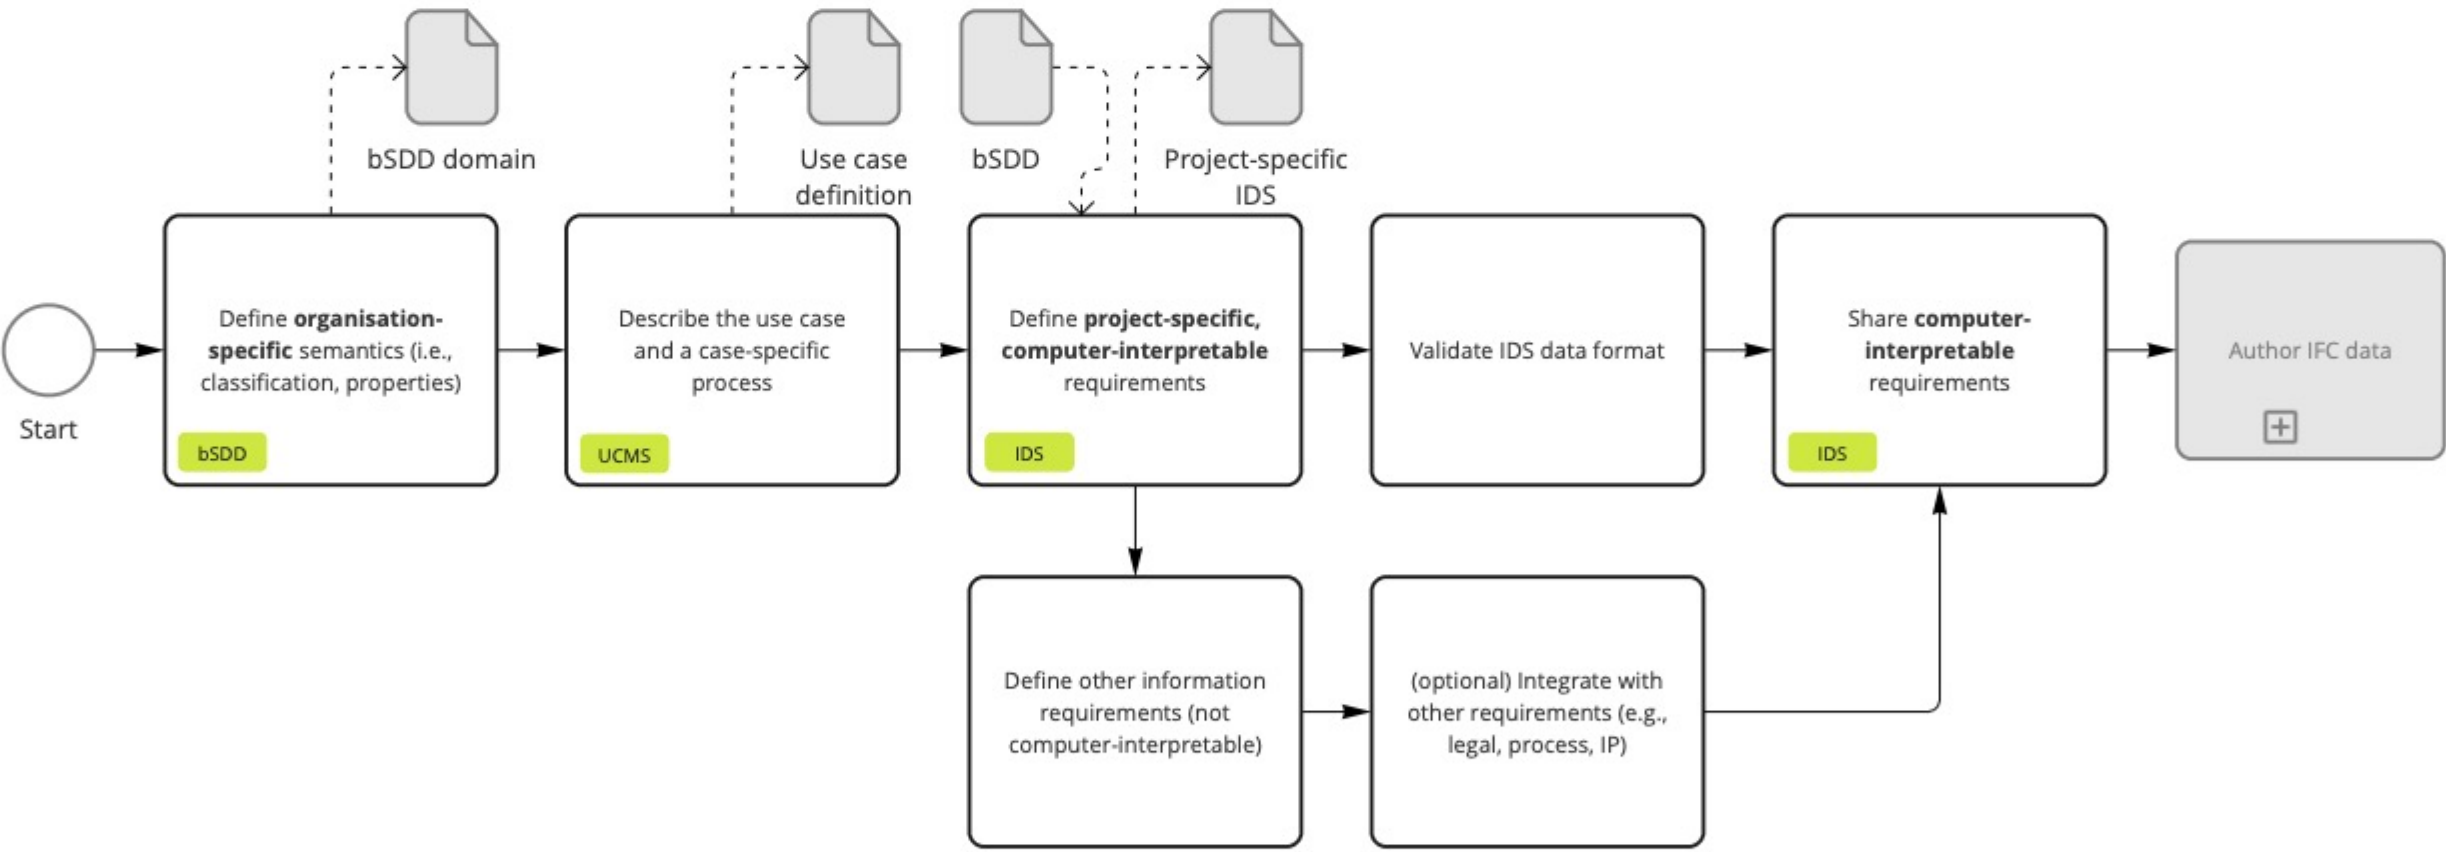 bSDD domain
Use case
definition
bSDD
Project-specific
IDS
Start
Define organisation-
specific semantics (i.e.,
classification, properties)
bSDD
Describe the use case
and a case-specific
process
UCMS
Define project-specific,
computer-interpretable
requirements
IDS
Validate IDS data format
Share computer-
interpretable
requirements
IDS
Author IFC data
Define other information
requirements (not
computer-interpretable)
(optional) Integrate with
other requirements (e.g.,
legal, process, IP)